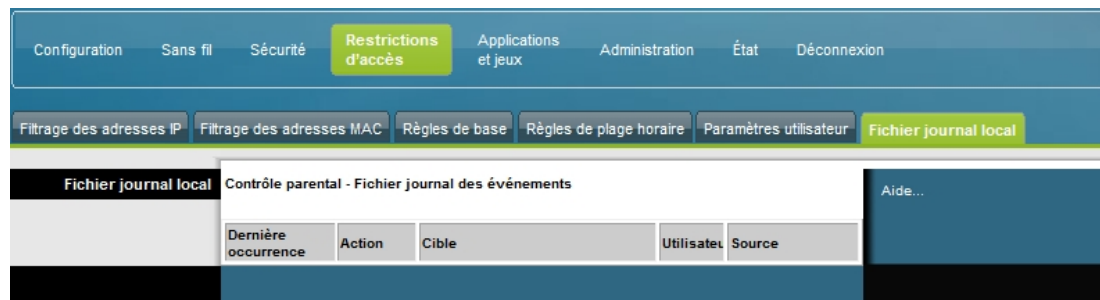 Configuration Sans fil Sécurité Restrictions d'accès Applications et jeux Administration État Déconnexion
Filtrage des adresses IP Filtrage des adresses MAC Règles de base Règles de plage horaire Paramètres utilisateur Fichier journal local
Fichier journal local Contrôle parental - Fichier journal des événements Aide...
Dernière occurrence Action Cible Utilisateu Source